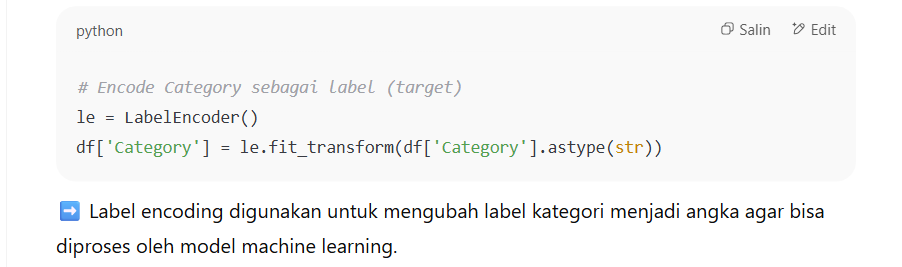 python
Salin
Edit
# Encode Category sebagai label (target)
le = LabelEncoder()
df['Category'] = le.fit_transform(df['Category'].astype(str))
➡️ Label encoding digunakan untuk mengubah label kategori menjadi angka agar bisa
diproses oleh model machine learning.